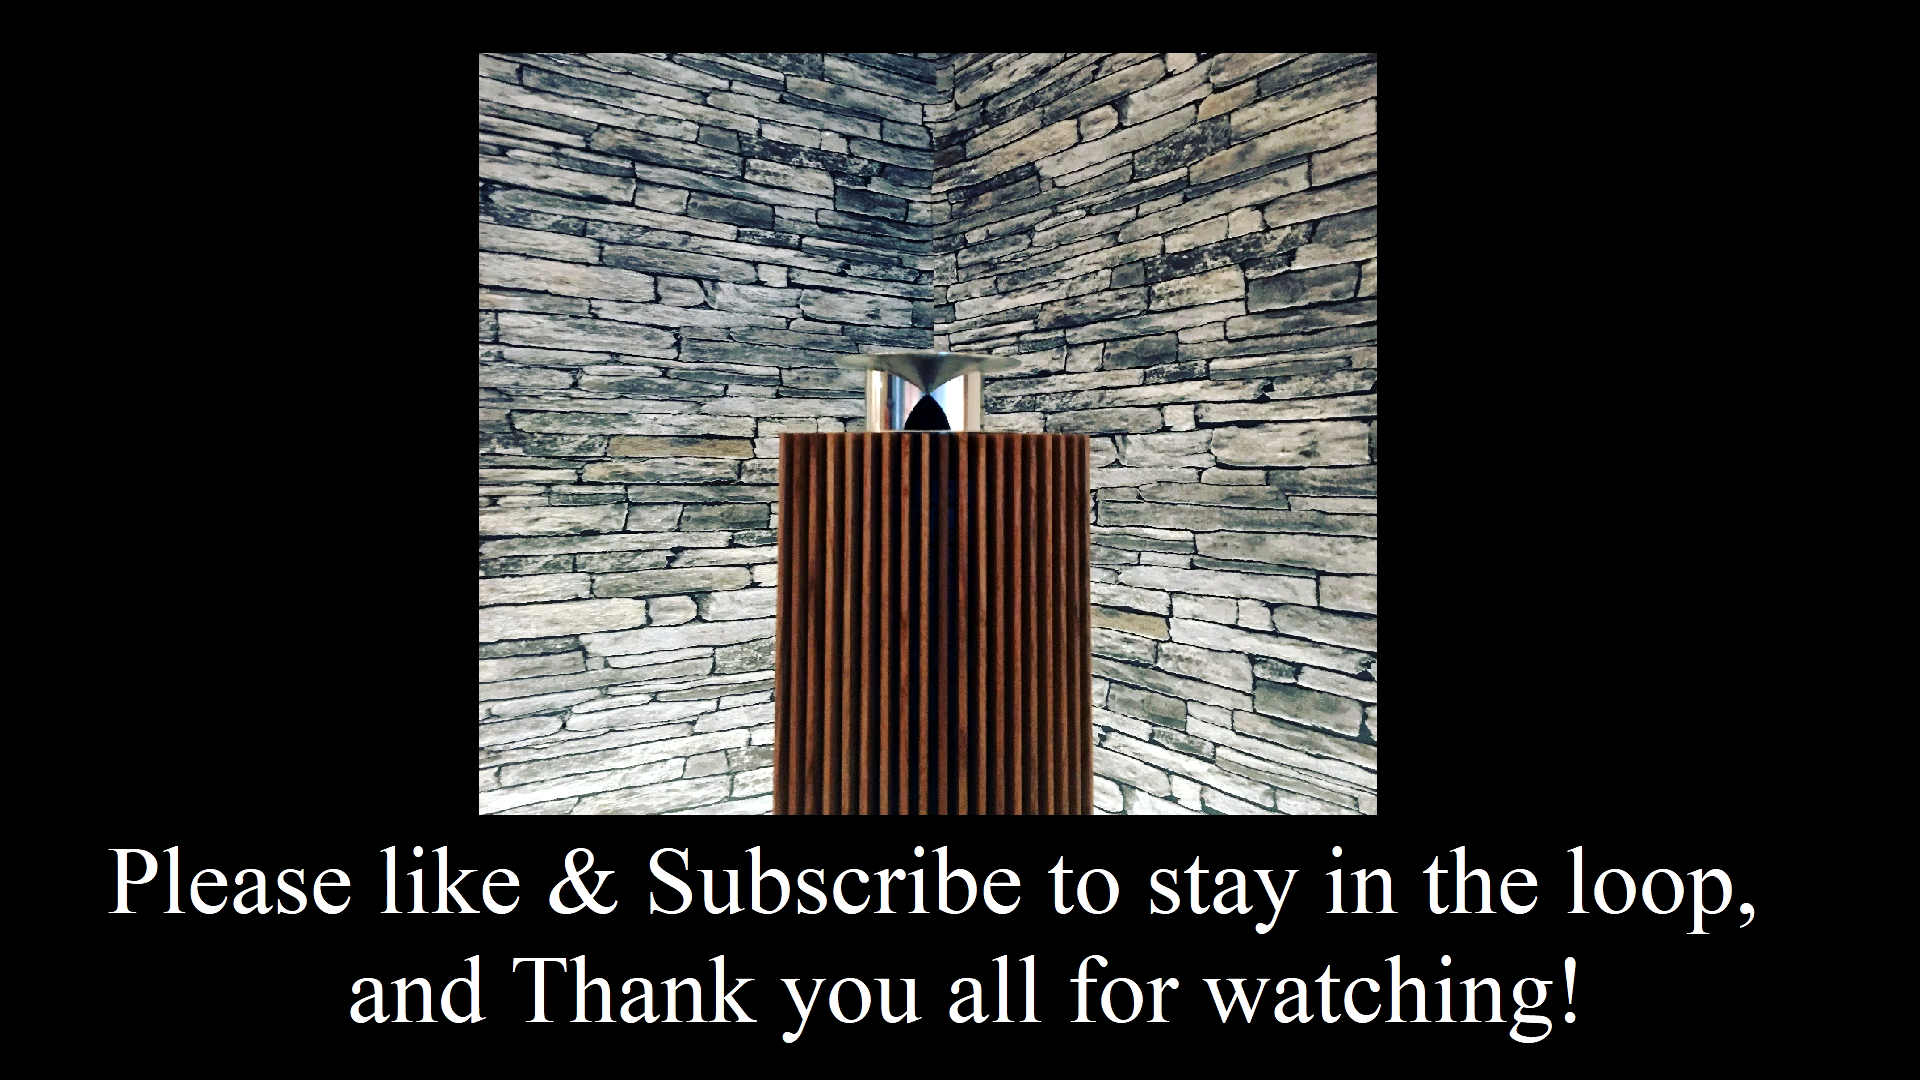 Please like & Subscribe to stay in the loop,
and Thank you all for watching!